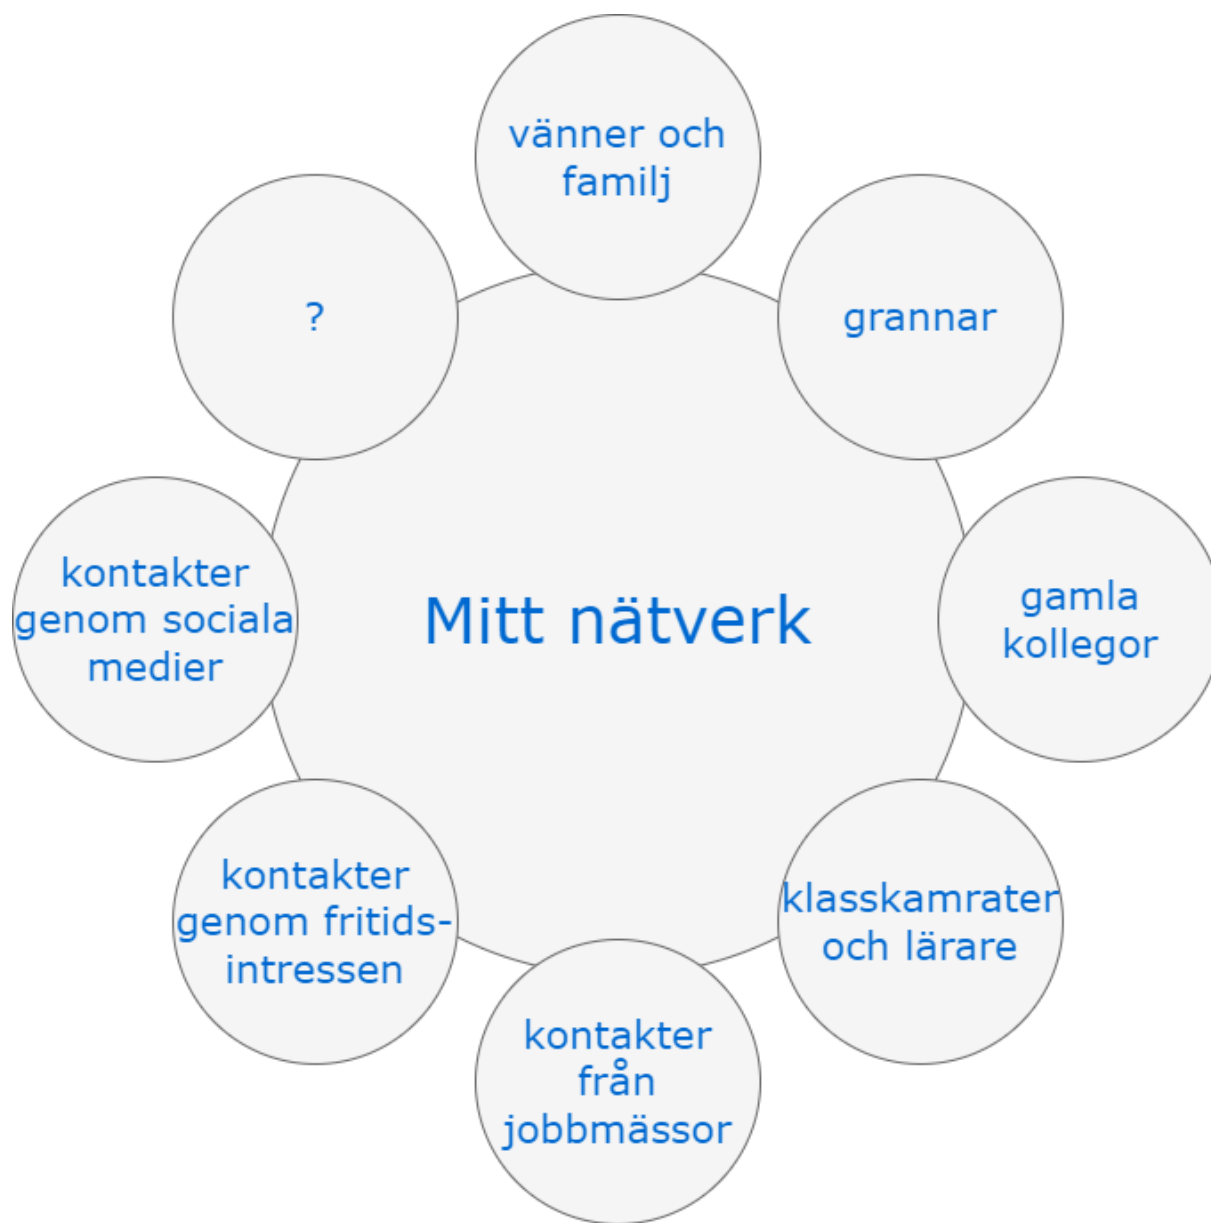 vänner och
familj
?
grannar
kontakter
genom sociala
medier
Mitt nätverk
gamla
kollegor
kontakter
genom fritids-
intressen
klasskamrater
och lärare
kontakter
från
jobbmässor